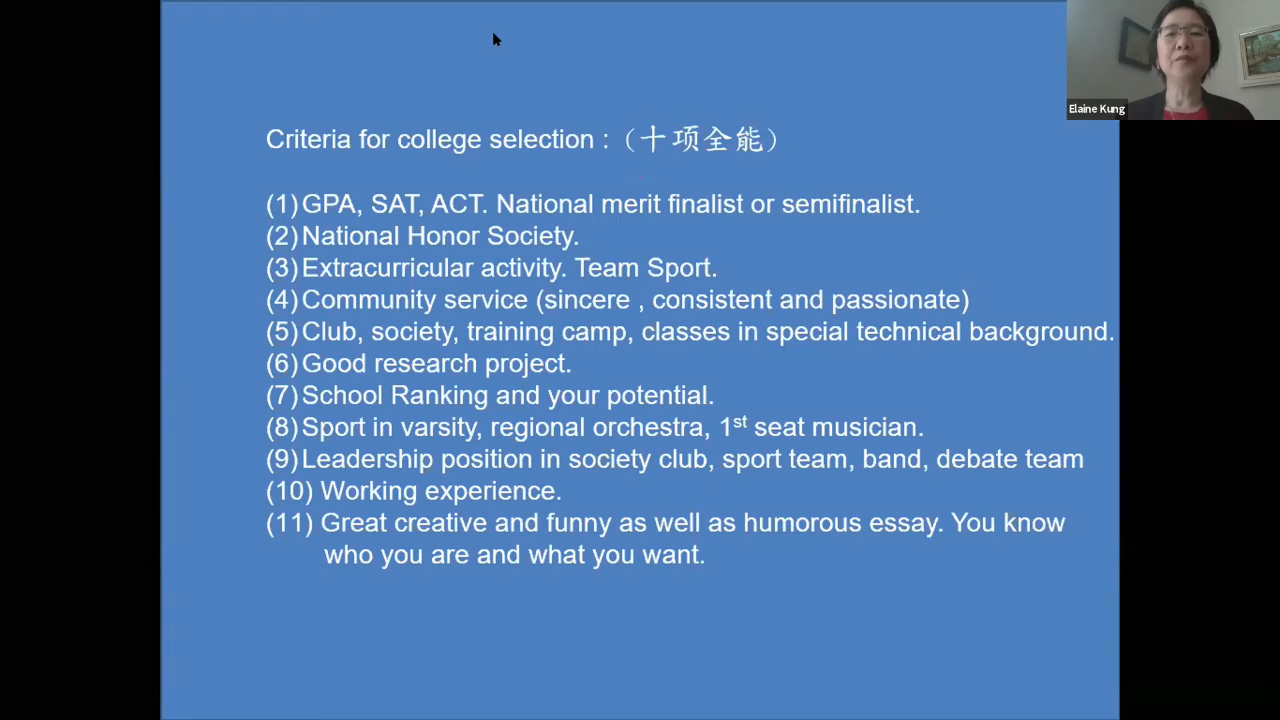 Elaine Kung
Criteria for college selection : （十项全能）
(1) GPA, SAT, ACT. National merit finalist or semifinalist.
(2) National Honor Society.
(3) Extracurricular activity. Team Sport.
(4) Community service (sincere , consistent and passionate)
(5) Club, society, training camp, classes in special technical background.
(6) Good research project.
(7) School Ranking and your potential.
(8) Sport in varsity, regional orchestra, 1st seat musician.
(9) Leadership position in society club, sport team, band, debate team
(10) Working experience.
(11) Great creative and funny as well as humorous essay. You know
who you are and what you want.